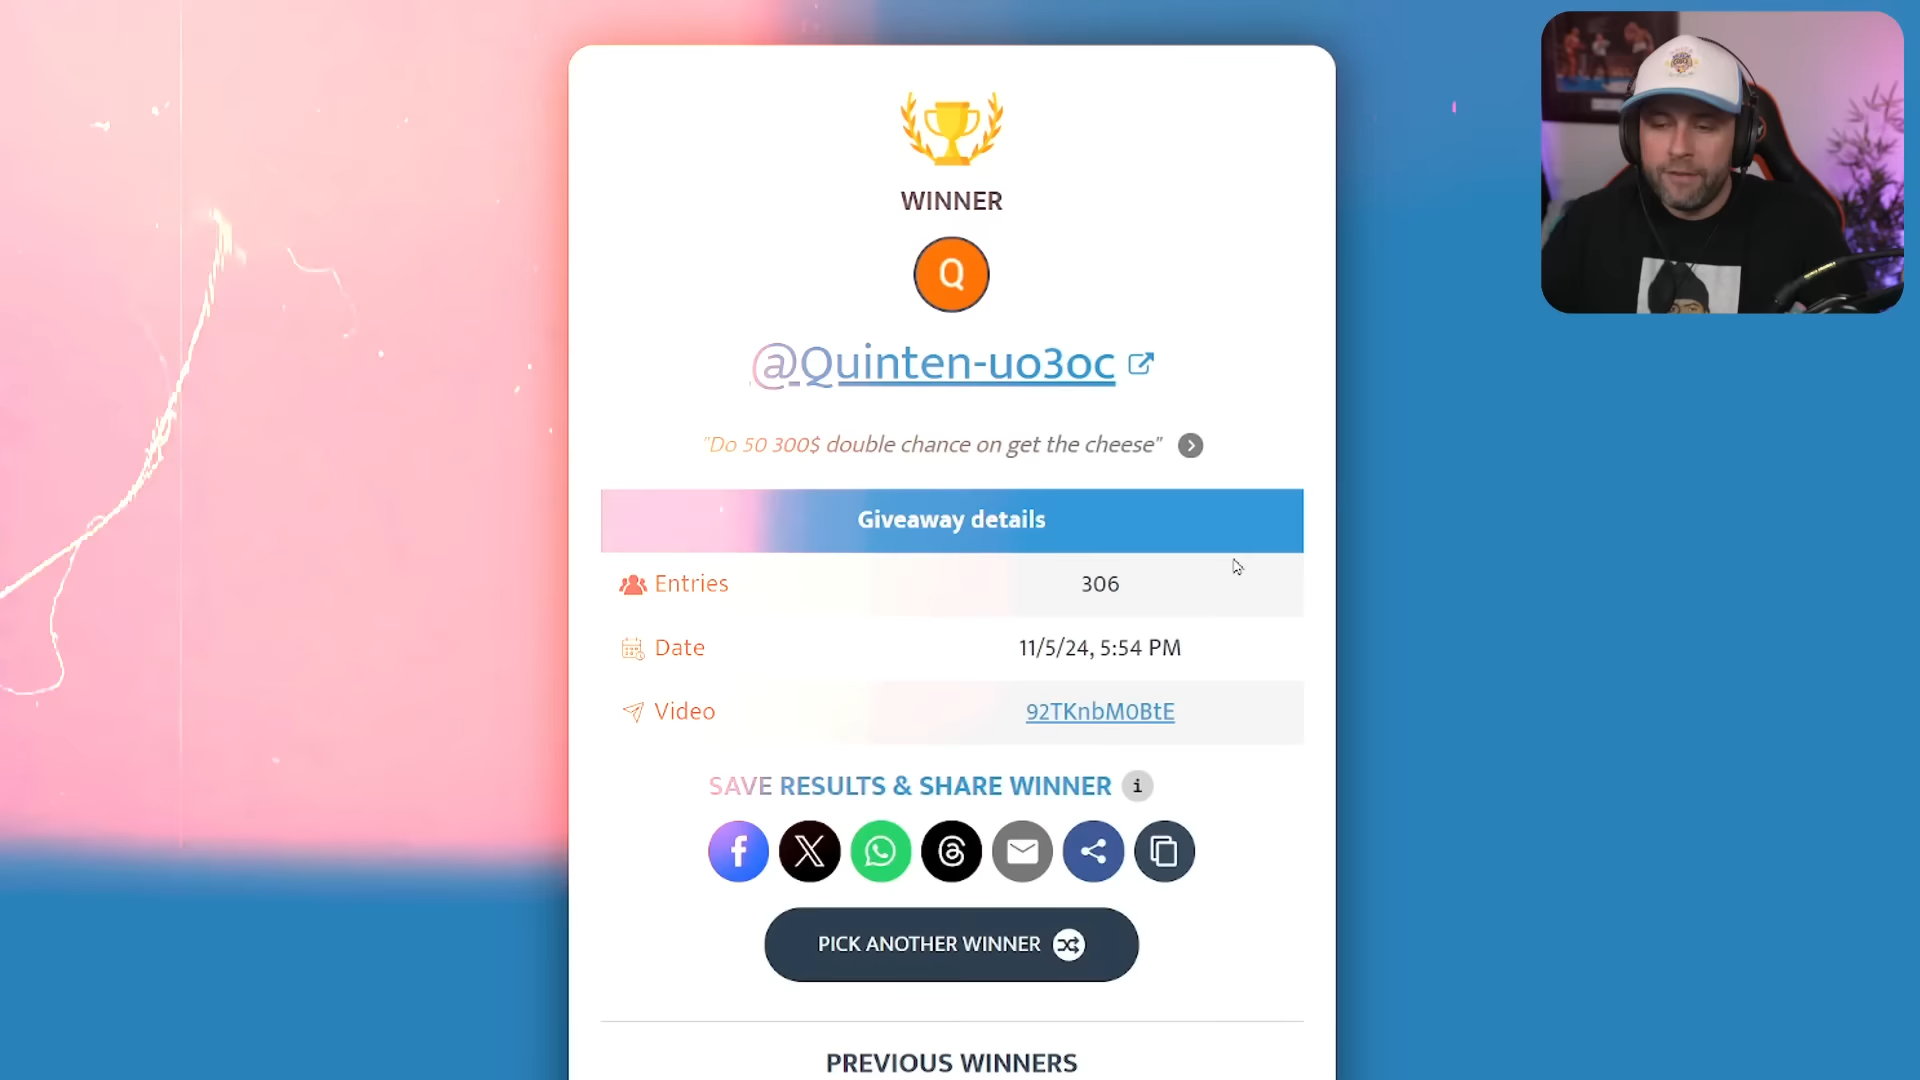 WINNER
Q
@Quinten-uo3oc
"Do 50 300$ double chance on get the cheese"
Giveaway details
Entries 306
Date 11/5/24, 5:54 PM
Video 92TKnbM0BtE
SAVE RESULTS & SHARE WINNER i
PICK ANOTHER WINNER
PREVIOUS WINNERS